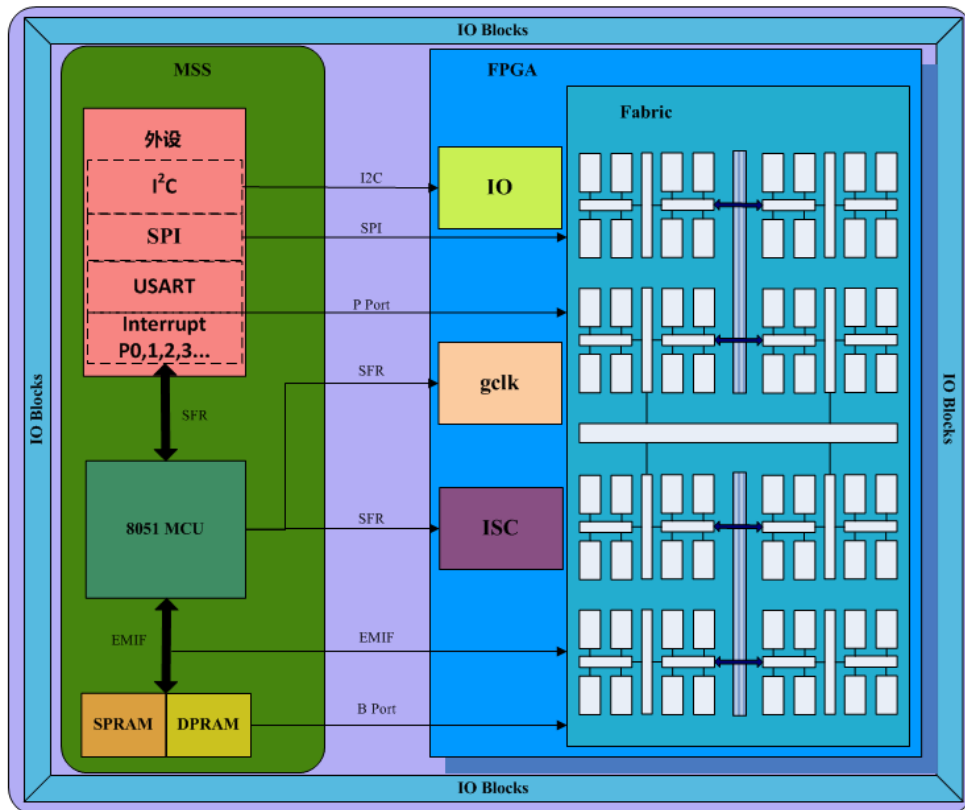 IO Blocks
MSS
FPGA
外设
I²C
SPI
USART
Interrupt
P0,1,2,3...
SFR
8051 MCU
EMIF
SPRAM
DPRAM
I2C
SPI
P Port
SFR
SFR
EMIF
B Port
IO
gclk
ISC
Fabric
IO Blocks
IO Blocks
IO Blocks